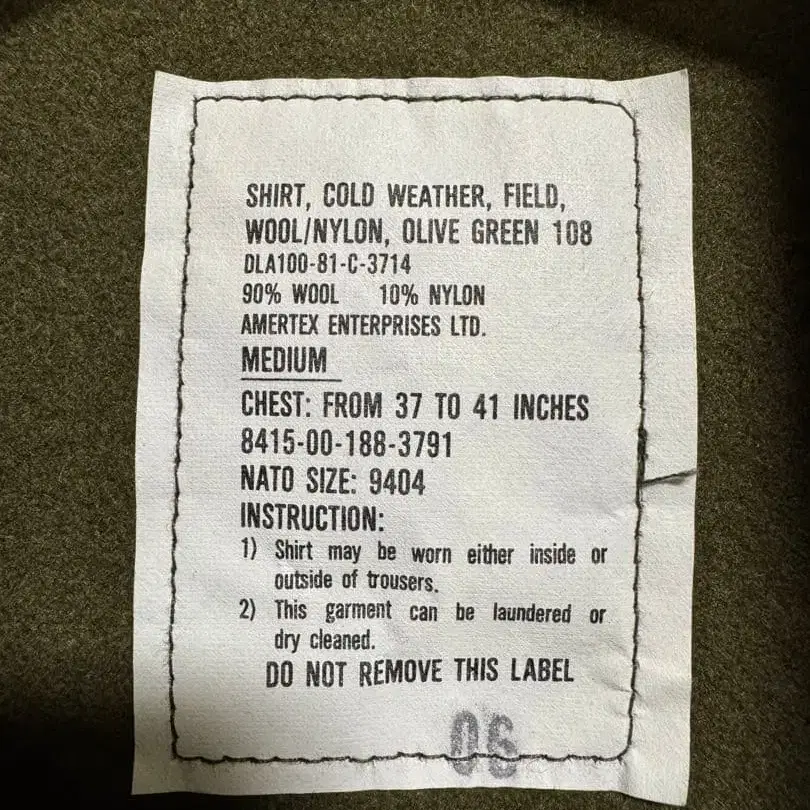 SHIRT, COLD WEATHER, FIELD,
WOOL/NYLON, OLIVE GREEN 108
DLA100-81-C-3714
90% WOOL 10% NYLON
AMERTEX ENTERPRISES LTD.
MEDIUM
CHEST: FROM 37 TO 41 INCHES
8415-00-188-3791
NATO SIZE: 9404
INSTRUCTION:
1) Shirt may be worn either inside or
outside of trousers.
2) This garment can be laundered or
dry cleaned.
DO NOT REMOVE THIS LABEL
06